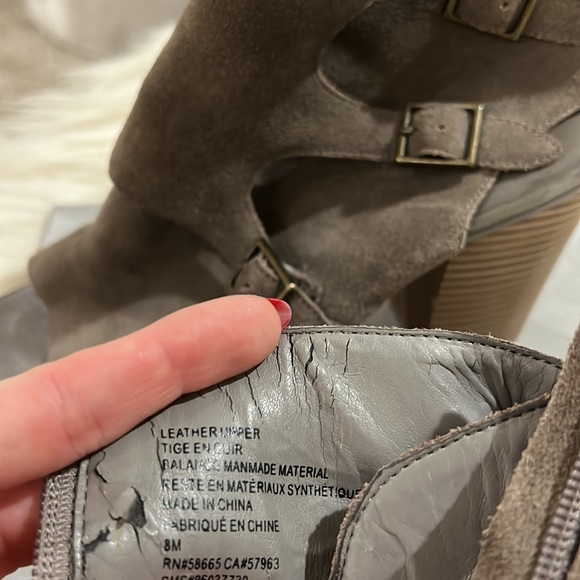 LEATHER UPPER
TIGE EN CUIR
BALANCE MANMADE MATERIAL
RESTE EN MATÉRIAUX SYNTHÉTIQUE
MADE IN CHINA
FABRIQUÉ EN CHINE
8M
RN#58665 CA#57963